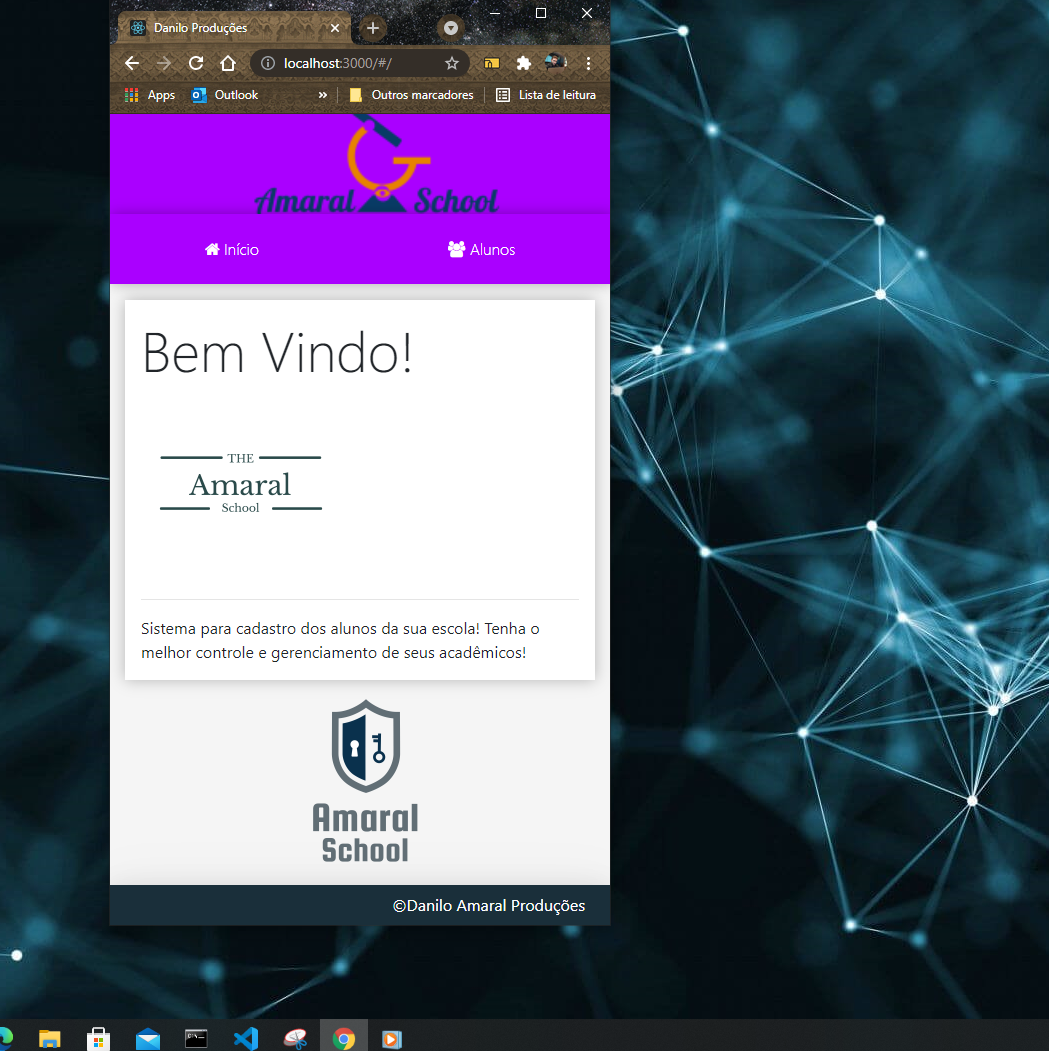 Danilo Produções
localhost:3000/#/
Apps
Outlook
»
Outros marcadores
Lista de leitura
Amaral School
Início
Alunos
Bem Vindo!
THE
Amaral
School
Sistema para cadastro dos alunos da sua escola! Tenha o
melhor controle e gerenciamento de seus acadêmicos!
Amaral
School
©Danilo Amaral Produções